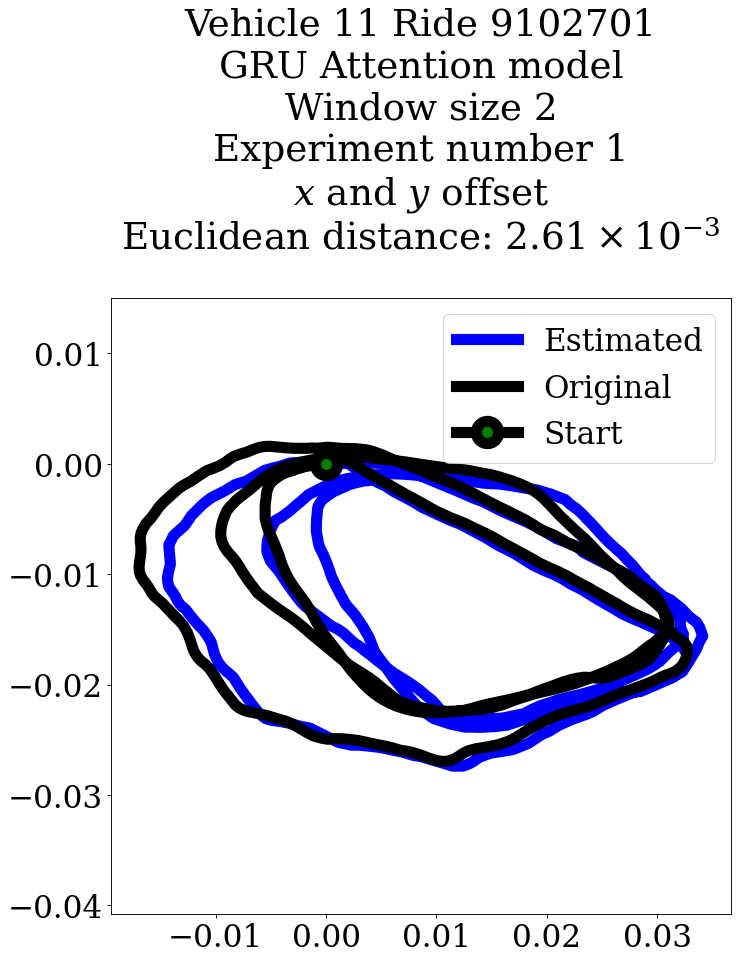 Vehicle 11 Ride 9102701
GRU Attention model
Window size 2
Experiment number 1
x and y offset
Euclidean distance: 2.61 × 10⁻³
Estimated
Original
Start
0.01
0.00
−0.01
−0.02
−0.03
−0.04
−0.01 0.00 0.01 0.02 0.03